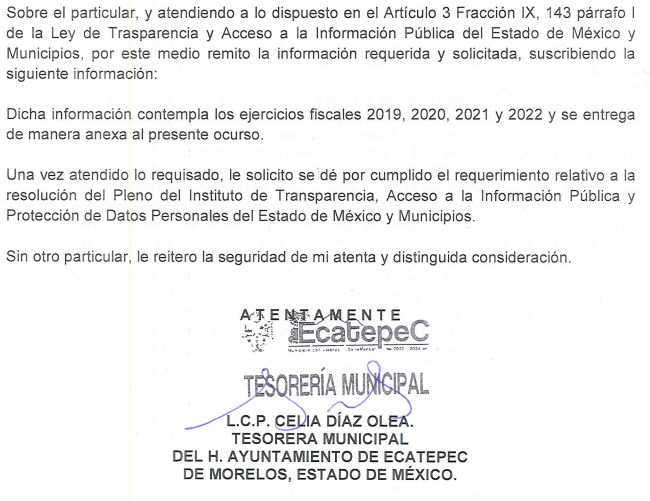 Sobre el particular, y atendiendo a lo dispuesto en el Artículo 3 Fracción IX, 143 párrafo I
de la Ley de Trasparencia y Acceso a la Información Pública del Estado de México y
Municipios, por este medio remito la información requerida y solicitada, suscribiendo la
siguiente información:
Dicha información contempla los ejercicios fiscales 2019, 2020, 2021 y 2022 y se entrega
de manera anexa al presente ocurso.
Una vez atendido lo requisado, le solicito se dé por cumplido el requerimiento relativo a la
resolución del Pleno del Instituto de Transparencia, Acceso a la Información Pública y
Protección de Datos Personales del Estado de México y Municipios.
Sin otro particular, le reitero la seguridad de mi atenta y distinguida consideración.
ATENTAMENTE
EcatepeC
2022 2024
TESORERÍA MUNICIPAL
L.C.P. CELIA DÍAZ OLEA.
TESORERA MUNICIPAL
DEL H. AYUNTAMIENTO DE ECATEPEC
DE MORELOS, ESTADO DE MÉXICO.